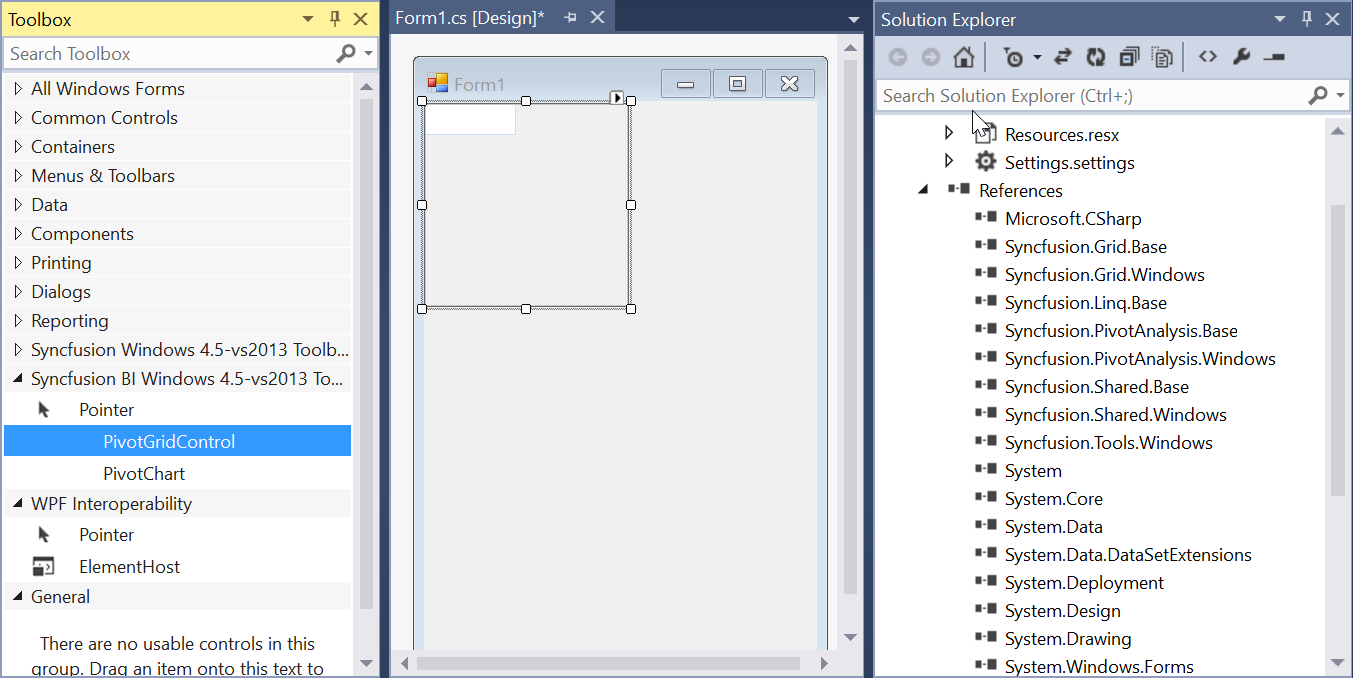 Toolbox
Search Toolbox
All Windows Forms
Common Controls
Containers
Menus & Toolbars
Data
Components
Printing
Dialogs
Reporting
Syncfusion Windows 4.5-vs2013 Toolb...
Syncfusion BI Windows 4.5-vs2013 To...
Pointer
PivotGridControl
PivotChart
WPF Interoperability
Pointer
ElementHost
General
There are no usable controls in this
group. Drag an item onto this text to
Form1.cs [Design]*
Form1
Solution Explorer
Search Solution Explorer (Ctrl+;)
Resources.resx
Settings.settings
References
Microsoft.CSharp
Syncfusion.Grid.Base
Syncfusion.Grid.Windows
Syncfusion.Linq.Base
Syncfusion.PivotAnalysis.Base
Syncfusion.PivotAnalysis.Windows
Syncfusion.Shared.Base
Syncfusion.Shared.Windows
Syncfusion.Tools.Windows
System
System.Core
System.Data
System.Data.DataSetExtensions
System.Deployment
System.Design
System.Drawing
System.Windows.Forms